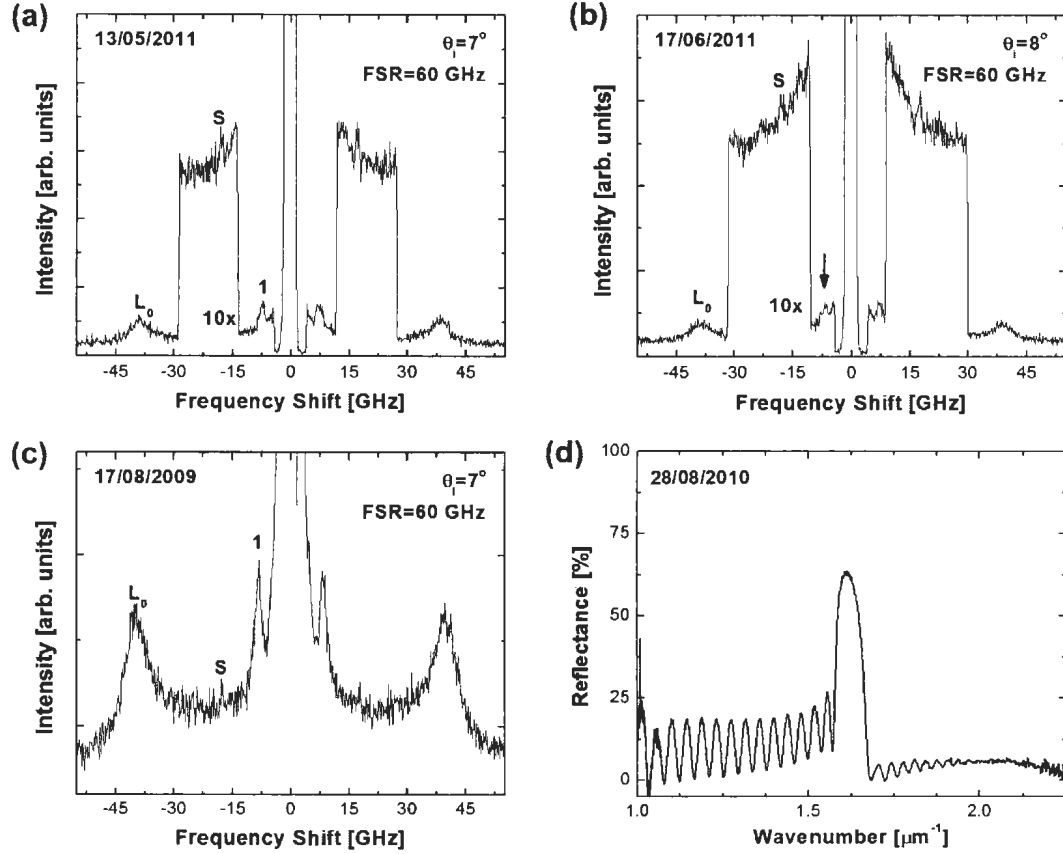 (a)
13/05/2011
θi=7°
FSR=60 GHz
S
1
L0
10x
Intensity [arb. units]
-45 -30 -15 0 15 30 45
Frequency Shift [GHz]
(b)
17/06/2011
θi=8°
FSR=60 GHz
S
L0
10x
Intensity [arb. units]
-45 -30 -15 0 15 30 45
Frequency Shift [GHz]
(c)
17/08/2009
θi=7°
FSR=60 GHz
1
L0
S
Intensity [arb. units]
-45 -30 -15 0 15 30 45
Frequency Shift [GHz]
(d)
28/08/2010
100
75
50
25
0
Reflectance [%]
1.0 1.5 2.0
Wavenumber [μm-1]